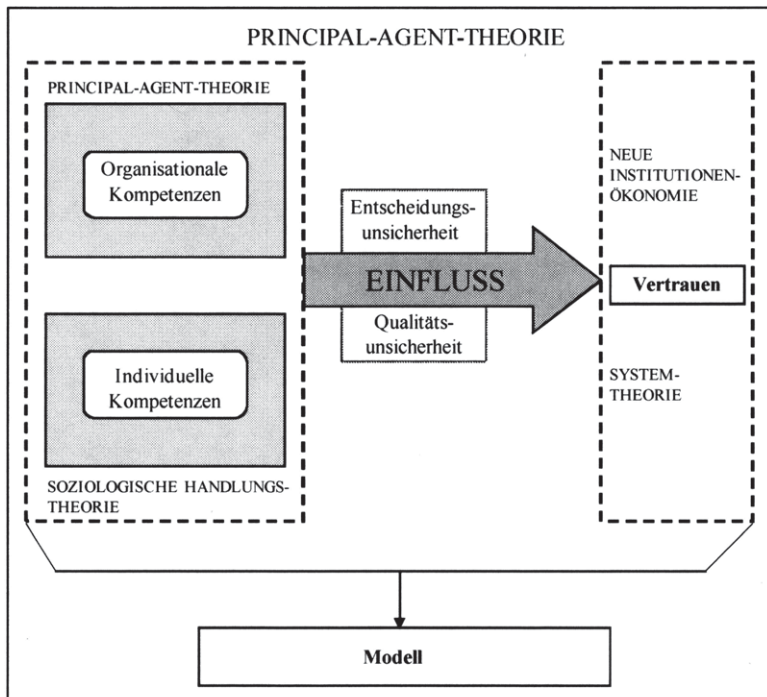 PRINCIPAL-AGENT-THEORIE
PRINCIPAL-AGENT-THEORIE
Organisationale
Kompetenzen
Individuelle
Kompetenzen
SOZIOLOGISCHE HANDLUNGS-
THEORIE
Entscheidungs-
unsicherheit
EINFLUSS
Qualitäts-
unsicherheit
NEUE
INSTITUTIONEN-
ÖKONOMIE
Vertrauen
SYSTEM-
THEORIE
Modell